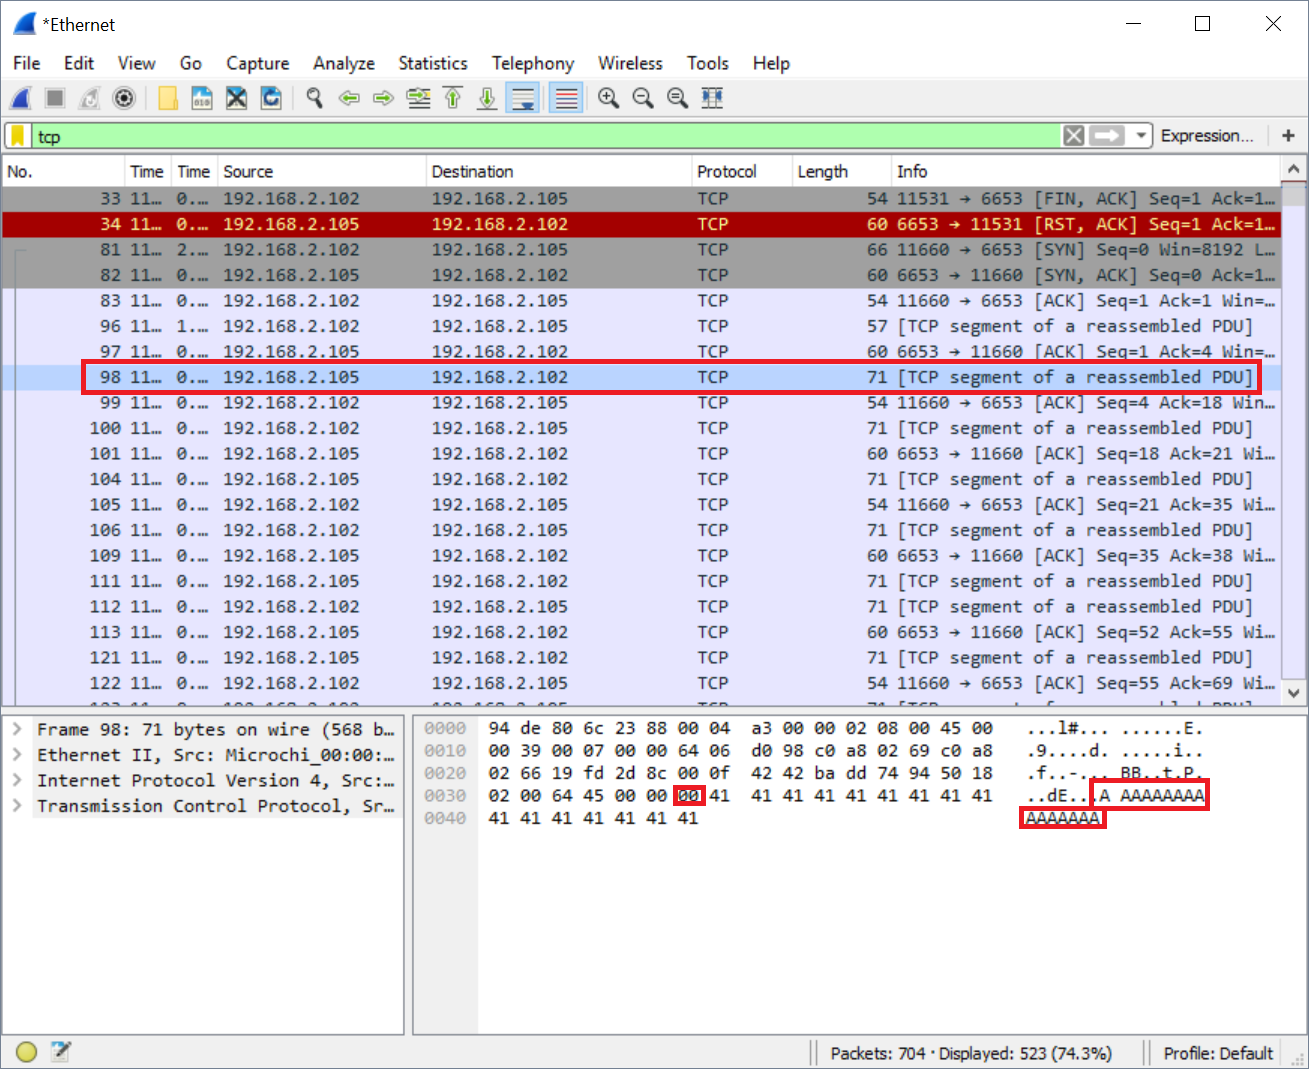 *Ethernet
File Edit View Go Capture Analyze Statistics Telephony Wireless Tools Help
tcp Expression... +
No. Time Time Source Destination Protocol Length Info
33 11... 0.... 192.168.2.102 192.168.2.105 TCP 54 11531 → 6653 [FIN, ACK] Seq=1 Ack=1...
34 11... 0.... 192.168.2.105 192.168.2.102 TCP 60 6653 → 11531 [RST, ACK] Seq=1 Ack=1...
81 11... 2.... 192.168.2.102 192.168.2.105 TCP 66 11660 → 6653 [SYN] Seq=0 Win=8192 L...
82 11... 0.... 192.168.2.105 192.168.2.102 TCP 60 6653 → 11660 [SYN, ACK] Seq=0 Ack=1...
83 11... 0.... 192.168.2.102 192.168.2.105 TCP 54 11660 → 6653 [ACK] Seq=1 Ack=1 Win=...
96 11... 1.... 192.168.2.102 192.168.2.105 TCP 57 [TCP segment of a reassembled PDU]
97 11... 0.... 192.168.2.105 192.168.2.102 TCP 60 6653 → 11660 [ACK] Seq=1 Ack=4 Win=...
98 11... 0.... 192.168.2.105 192.168.2.102 TCP 71 [TCP segment of a reassembled PDU]
99 11... 0.... 192.168.2.102 192.168.2.105 TCP 54 11660 → 6653 [ACK] Seq=4 Ack=18 Win...
100 11... 0.... 192.168.2.102 192.168.2.105 TCP 71 [TCP segment of a reassembled PDU]
101 11... 0.... 192.168.2.105 192.168.2.102 TCP 60 6653 → 11660 [ACK] Seq=18 Ack=21 Wi...
104 11... 0.... 192.168.2.105 192.168.2.102 TCP 71 [TCP segment of a reassembled PDU]
105 11... 0.... 192.168.2.102 192.168.2.105 TCP 54 11660 → 6653 [ACK] Seq=21 Ack=35 Wi...
106 11... 0.... 192.168.2.102 192.168.2.105 TCP 71 [TCP segment of a reassembled PDU]
109 11... 0.... 192.168.2.105 192.168.2.102 TCP 60 6653 → 11660 [ACK] Seq=35 Ack=38 Wi...
111 11... 0.... 192.168.2.105 192.168.2.102 TCP 71 [TCP segment of a reassembled PDU]
112 11... 0.... 192.168.2.102 192.168.2.105 TCP 71 [TCP segment of a reassembled PDU]
113 11... 0.... 192.168.2.105 192.168.2.102 TCP 60 6653 → 11660 [ACK] Seq=52 Ack=55 Wi...
121 11... 0.... 192.168.2.105 192.168.2.102 TCP 71 [TCP segment of a reassembled PDU]
122 11... 0.... 192.168.2.102 192.168.2.105 TCP 54 11660 → 6653 [ACK] Seq=55 Ack=69 Wi...
Frame 98: 71 bytes on wire (568 b...
Ethernet II, Src: Microchi_00:00:...
Internet Protocol Version 4, Src:...
Transmission Control Protocol, Sr...
0000 94 de 80 6c 23 88 00 04 a3 00 00 02 08 00 45 00 ...l#... ......E.
0010 00 39 00 07 00 00 64 06 d0 98 c0 a8 02 69 c0 a8 .9....d. .....i..
0020 02 66 19 fd 2d 8c 00 0f 42 42 ba dd 74 94 50 18 .f..-... BB..t.P.
0030 02 00 64 45 00 00 00 41 41 41 41 41 41 41 41 41 ..dE...A AAAAAAAA
0040 41 41 41 41 41 41 41 AAAAAAA
Packets: 704 · Displayed: 523 (74.3%) Profile: Default